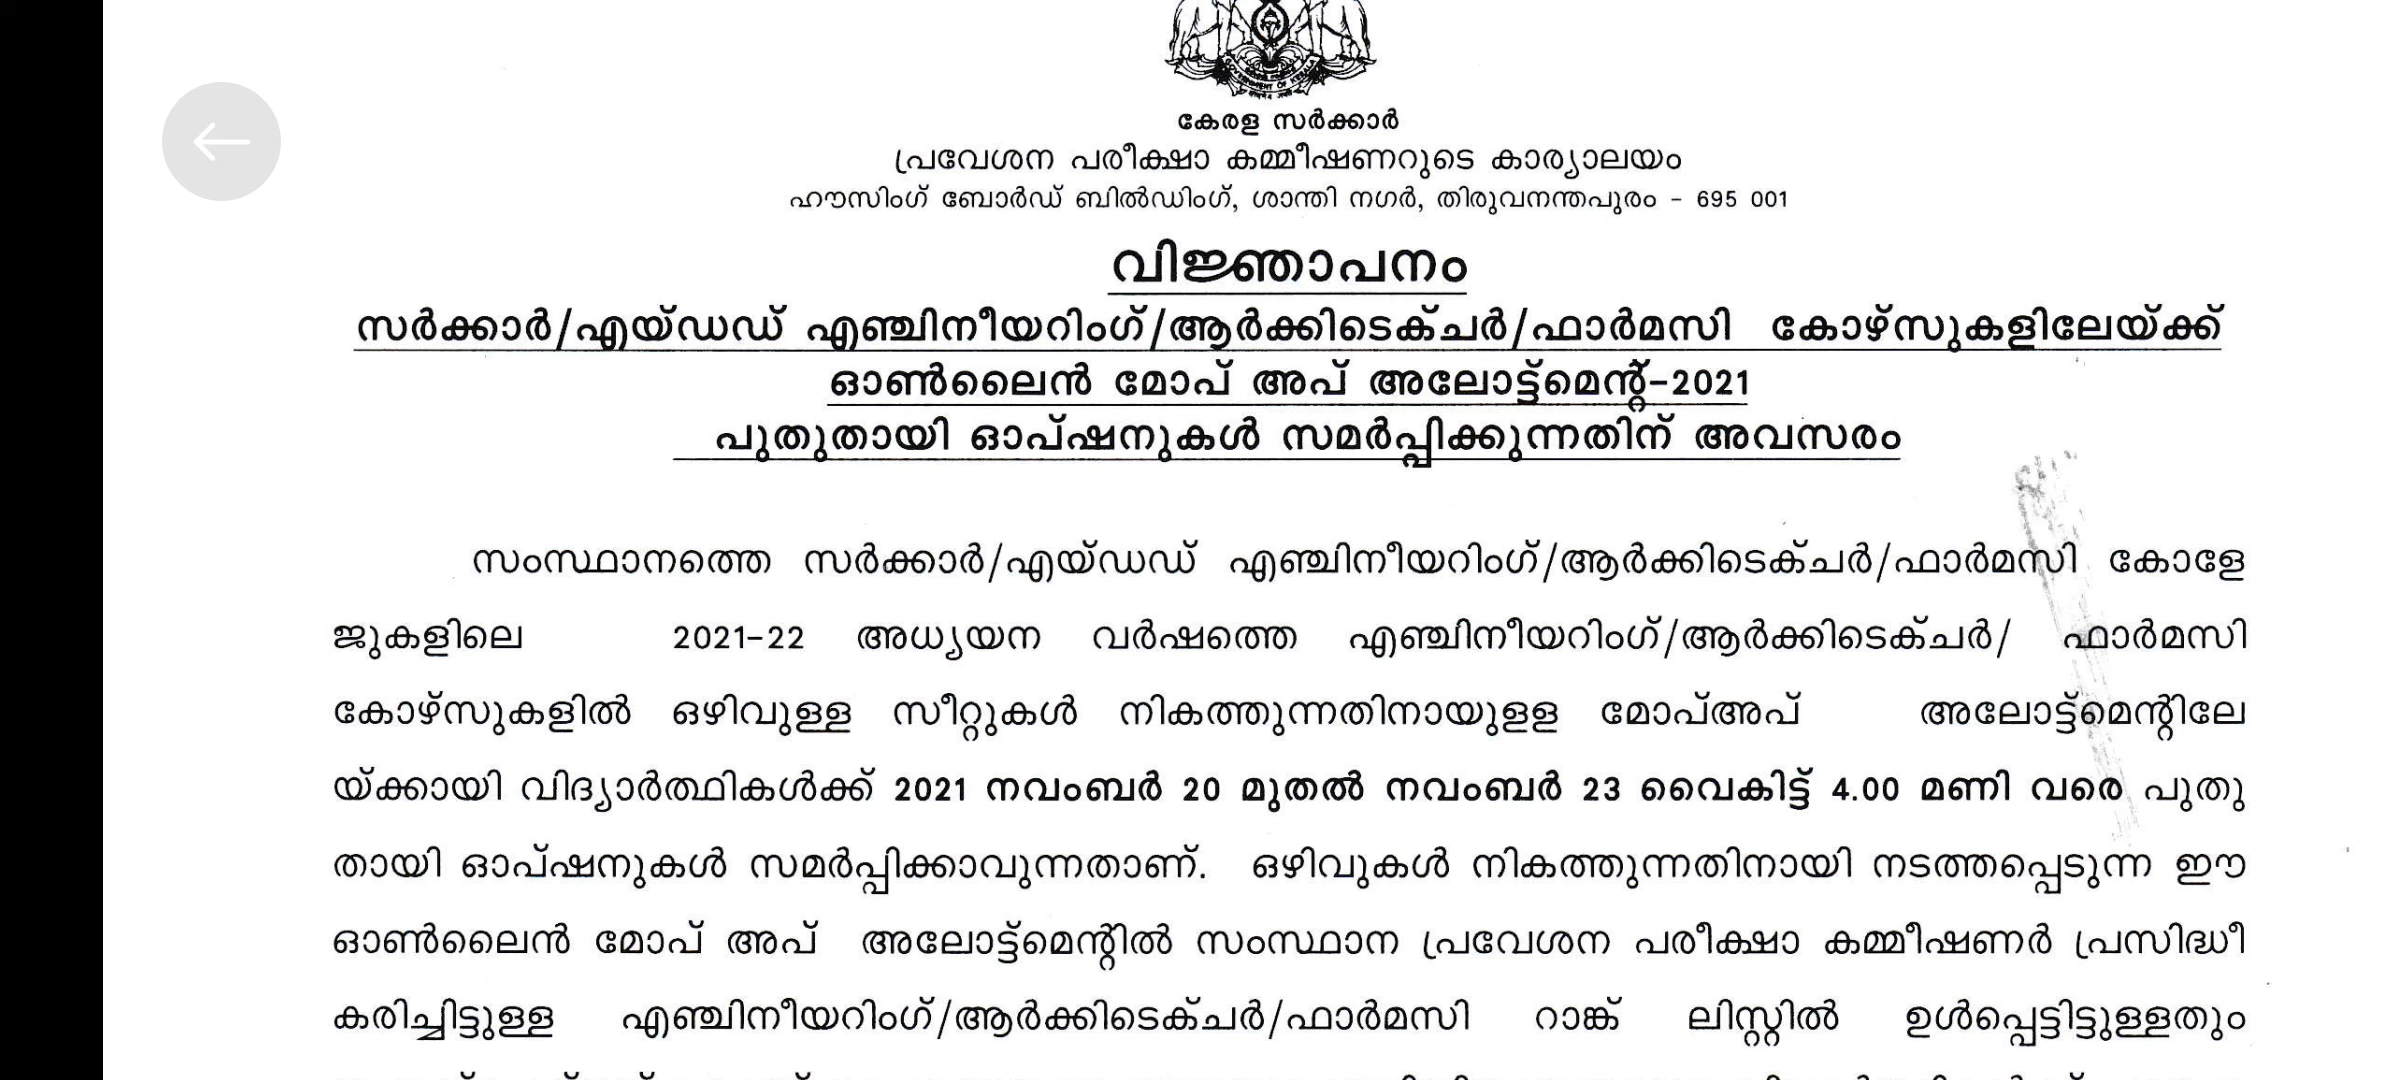 GOVERNMENT OF KERALA
കേരള സർക്കാർ
പ്രവേശന പരീക്ഷാ കമ്മീഷണറുടെ കാര്യാലയം
ഹൗസിംഗ് ബോർഡ് ബിൽഡിംഗ്, ശാന്തി നഗർ, തിരുവനന്തപുരം - 695 001
വിജ്ഞാപനം
സർക്കാർ/എയ്ഡഡ് എഞ്ചിനീയറിംഗ്/ആർക്കിടെക്ചർ/ഫാർമസി കോഴ്സുകളിലേയ്ക്ക്
ഓൺലൈൻ മോപ് അപ് അലോട്ട്മെന്റ്-2021
പുതുതായി ഓപ്ഷനുകൾ സമർപ്പിക്കുന്നതിന് അവസരം
സംസ്ഥാനത്തെ സർക്കാർ/എയ്ഡഡ് എഞ്ചിനീയറിംഗ്/ആർക്കിടെക്ചർ/ഫാർമസി കോളേ
ജുകളിലെ 2021-22 അധ്യയന വർഷത്തെ എഞ്ചിനീയറിംഗ്/ആർക്കിടെക്ചർ/ ഫാർമസി
കോഴ്സുകളിൽ ഒഴിവുള്ള സീറ്റുകൾ നികത്തുന്നതിനായുളള മോപ്അപ് അലോട്ട്മെന്റിലേ
യ്ക്കായി വിദ്യാർത്ഥികൾക്ക് 2021 നവംബർ 20 മുതൽ നവംബർ 23 വൈകിട്ട് 4.00 മണി വരെ പുതു
തായി ഓപ്ഷനുകൾ സമർപ്പിക്കാവുന്നതാണ്. ഒഴിവുകൾ നികത്തുന്നതിനായി നടത്തപ്പെടുന്ന ഈ
ഓൺലൈൻ മോപ് അപ് അലോട്ട്മെന്റിൽ സംസ്ഥാന പ്രവേശന പരീക്ഷാ കമ്മീഷണർ പ്രസിദ്ധീ
കരിച്ചിട്ടുള്ള എഞ്ചിനീയറിംഗ്/ആർക്കിടെക്ചർ/ഫാർമസി റാങ്ക് ലിസ്റ്റിൽ ഉൾപ്പെട്ടിട്ടുള്ളതും